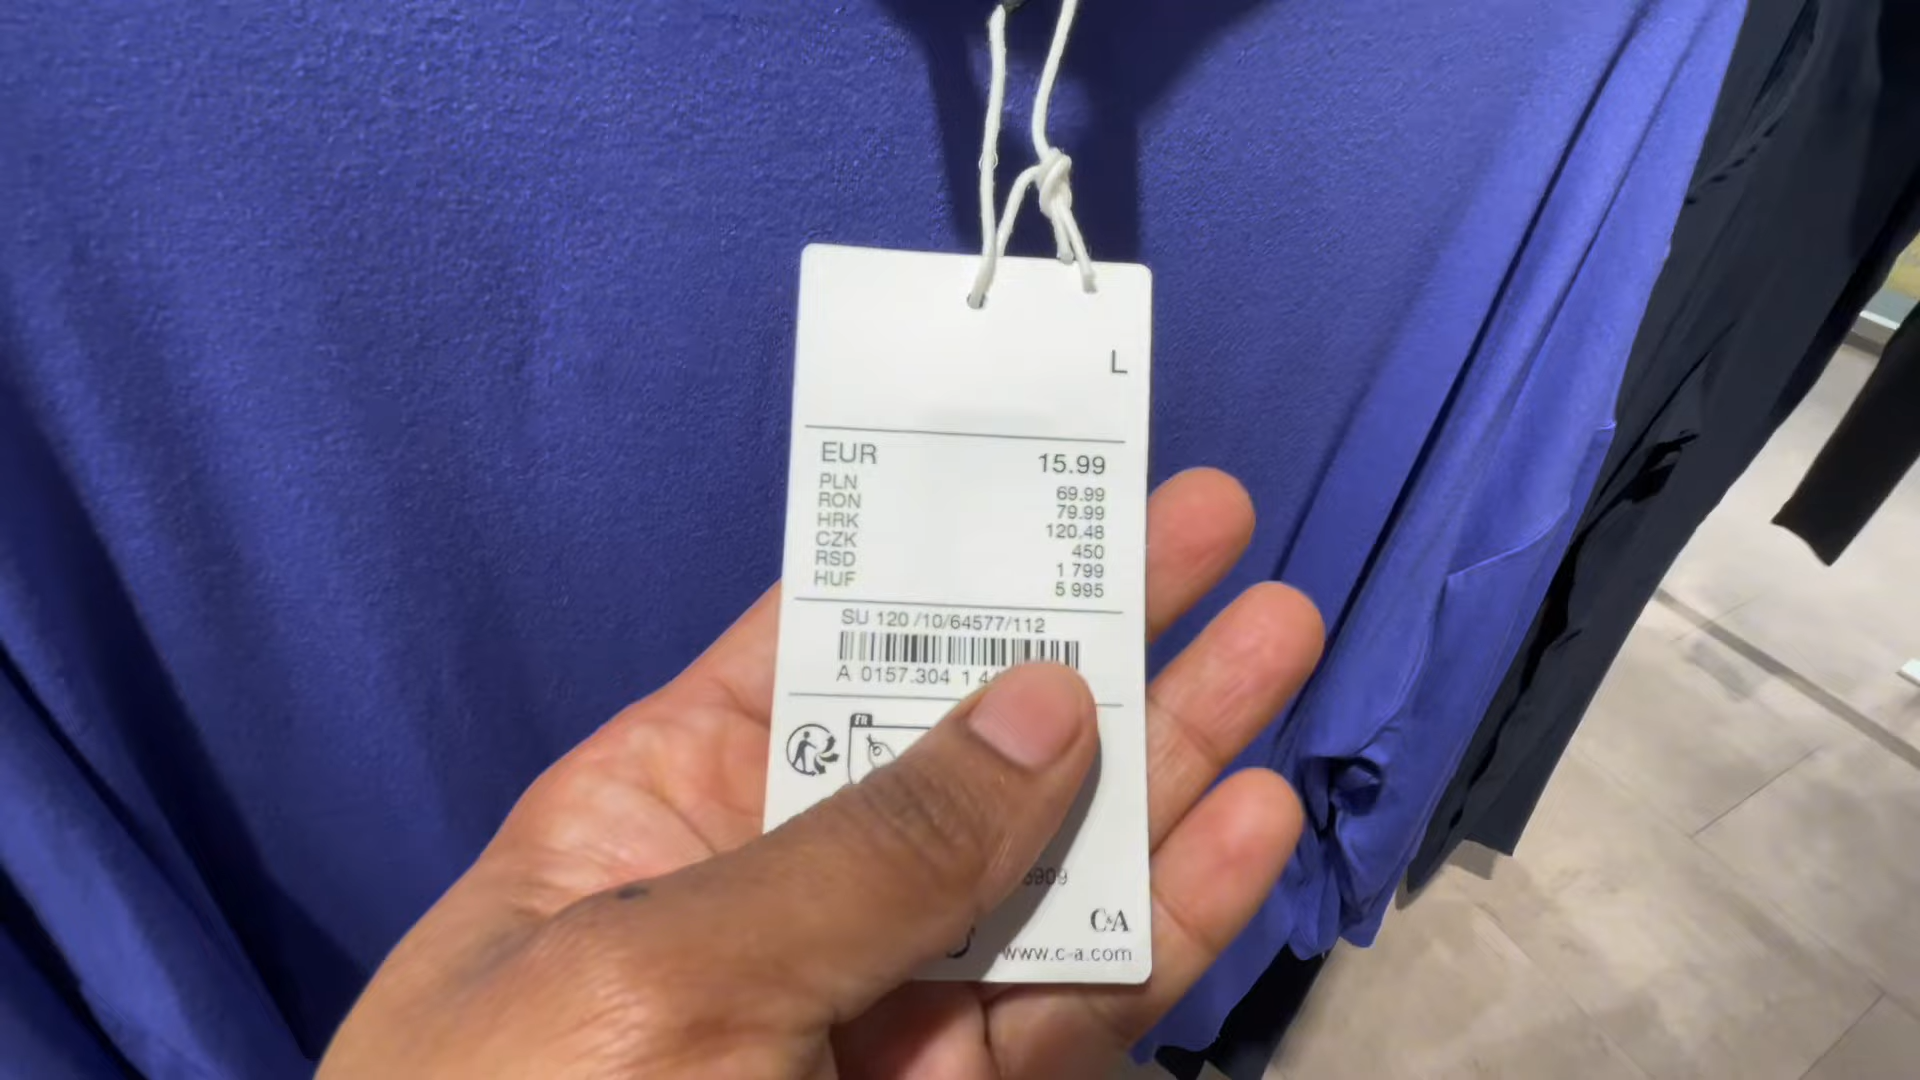 L
EUR 15.99
PLN 69.99
RON 79.99
HRK 120.48
CZK 450
RSD 1 799
HUF 5 995
SU 120 /10/64577/112
A 0157.304 1
FR
C&A
www.c-a.com